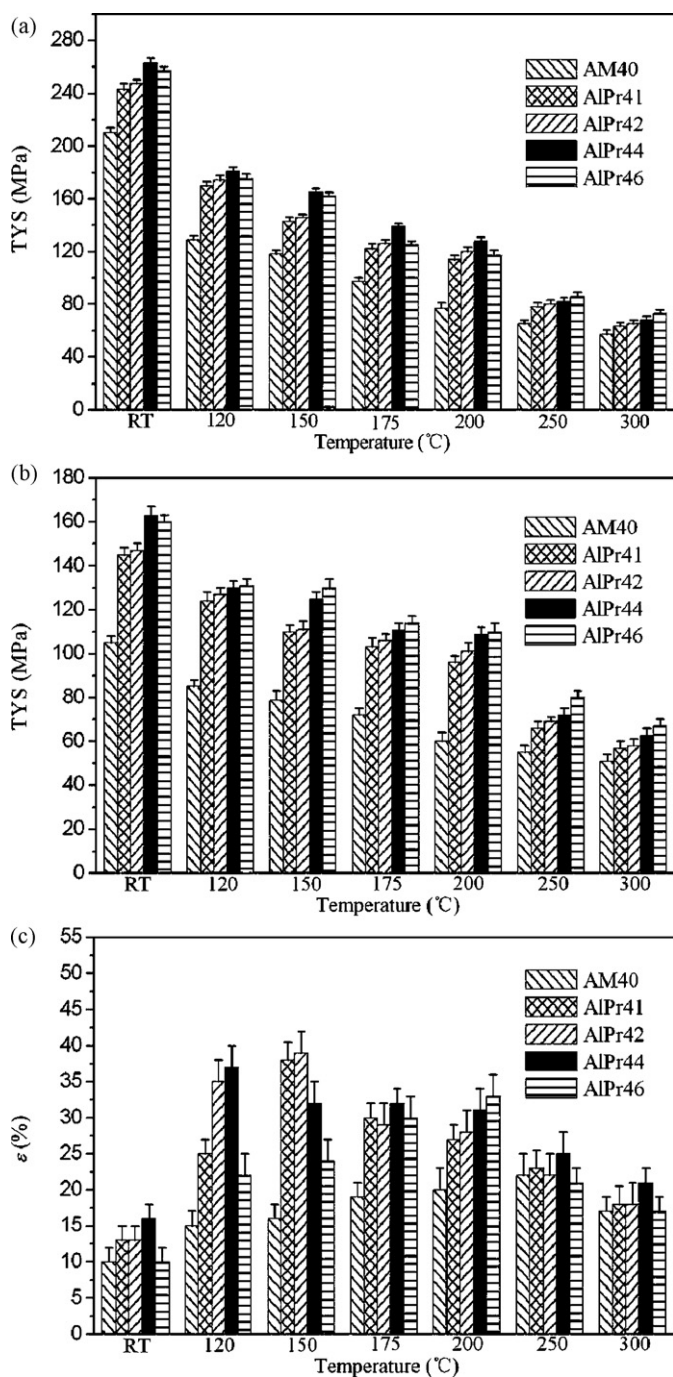 (a)
280
240
200
160
120
80
40
0
TYS (MPa)
AM40
AlPr41
AlPr42
AlPr44
AlPr46
RT 120 150 175 200 250 300
Temperature (℃)
(b)
180
160
140
120
100
80
60
40
20
0
TYS (MPa)
AM40
AlPr41
AlPr42
AlPr44
AlPr46
RT 120 150 175 200 250 300
Temperature (℃)
(c)
55
50
45
40
35
30
25
20
15
10
5
0
ε(%)
AM40
AlPr41
AlPr42
AlPr44
AlPr46
RT 120 150 175 200 250 300
Temperature (℃)